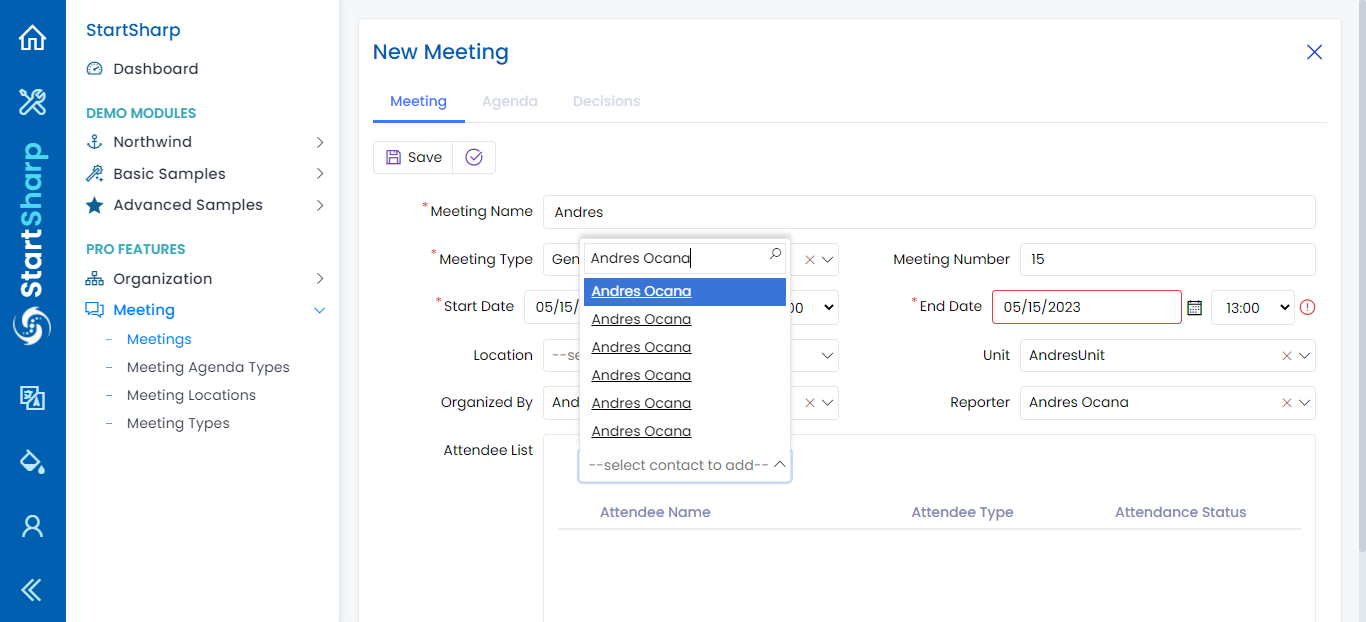 StartSharp
StartSharp
Dashboard
DEMO MODULES
Northwind
Basic Samples
Advanced Samples
PRO FEATURES
Organization
Meeting
Meetings
Meeting Agenda Types
Meeting Locations
Meeting Types
New Meeting
Meeting Agenda Decisions
Save
*Meeting Name Andres
*Meeting Type Gen Meeting Number 15
Andres Ocana
Andres Ocana
Andres Ocana
Andres Ocana
Andres Ocana
Andres Ocana
Andres Ocana
*Start Date 05/15/ 00 *End Date 05/15/2023 13:00
Location --se Unit AndresUnit
Organized By And Reporter Andres Ocana
Attendee List
--select contact to add--
Attendee Name Attendee Type Attendance Status